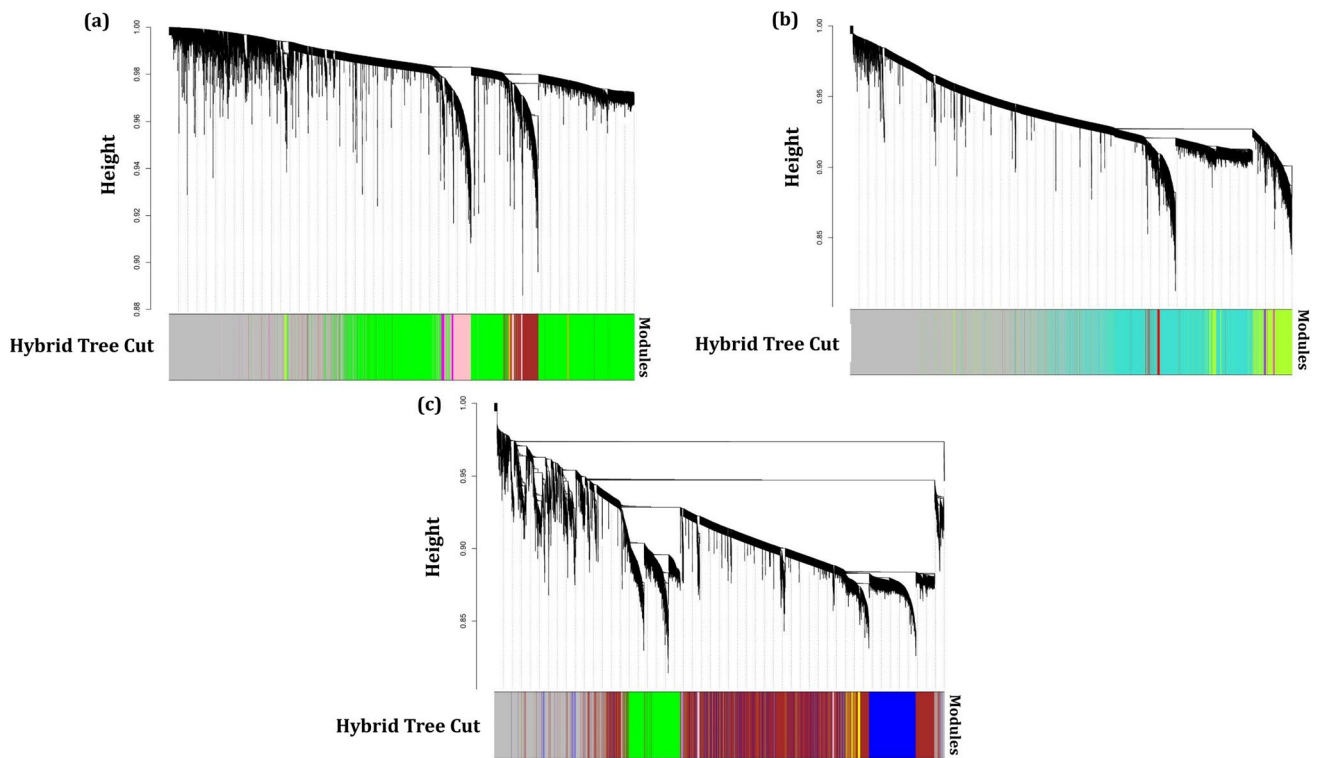 (a)
1.00
0.98
0.96
0.94
0.92
0.90
0.88
Height
Hybrid Tree Cut
Modules
(b)
1.00
0.95
0.90
0.85
Height
Hybrid Tree Cut
Modules
(c)
1.00
0.95
0.90
0.85
Height
Hybrid Tree Cut
Modules